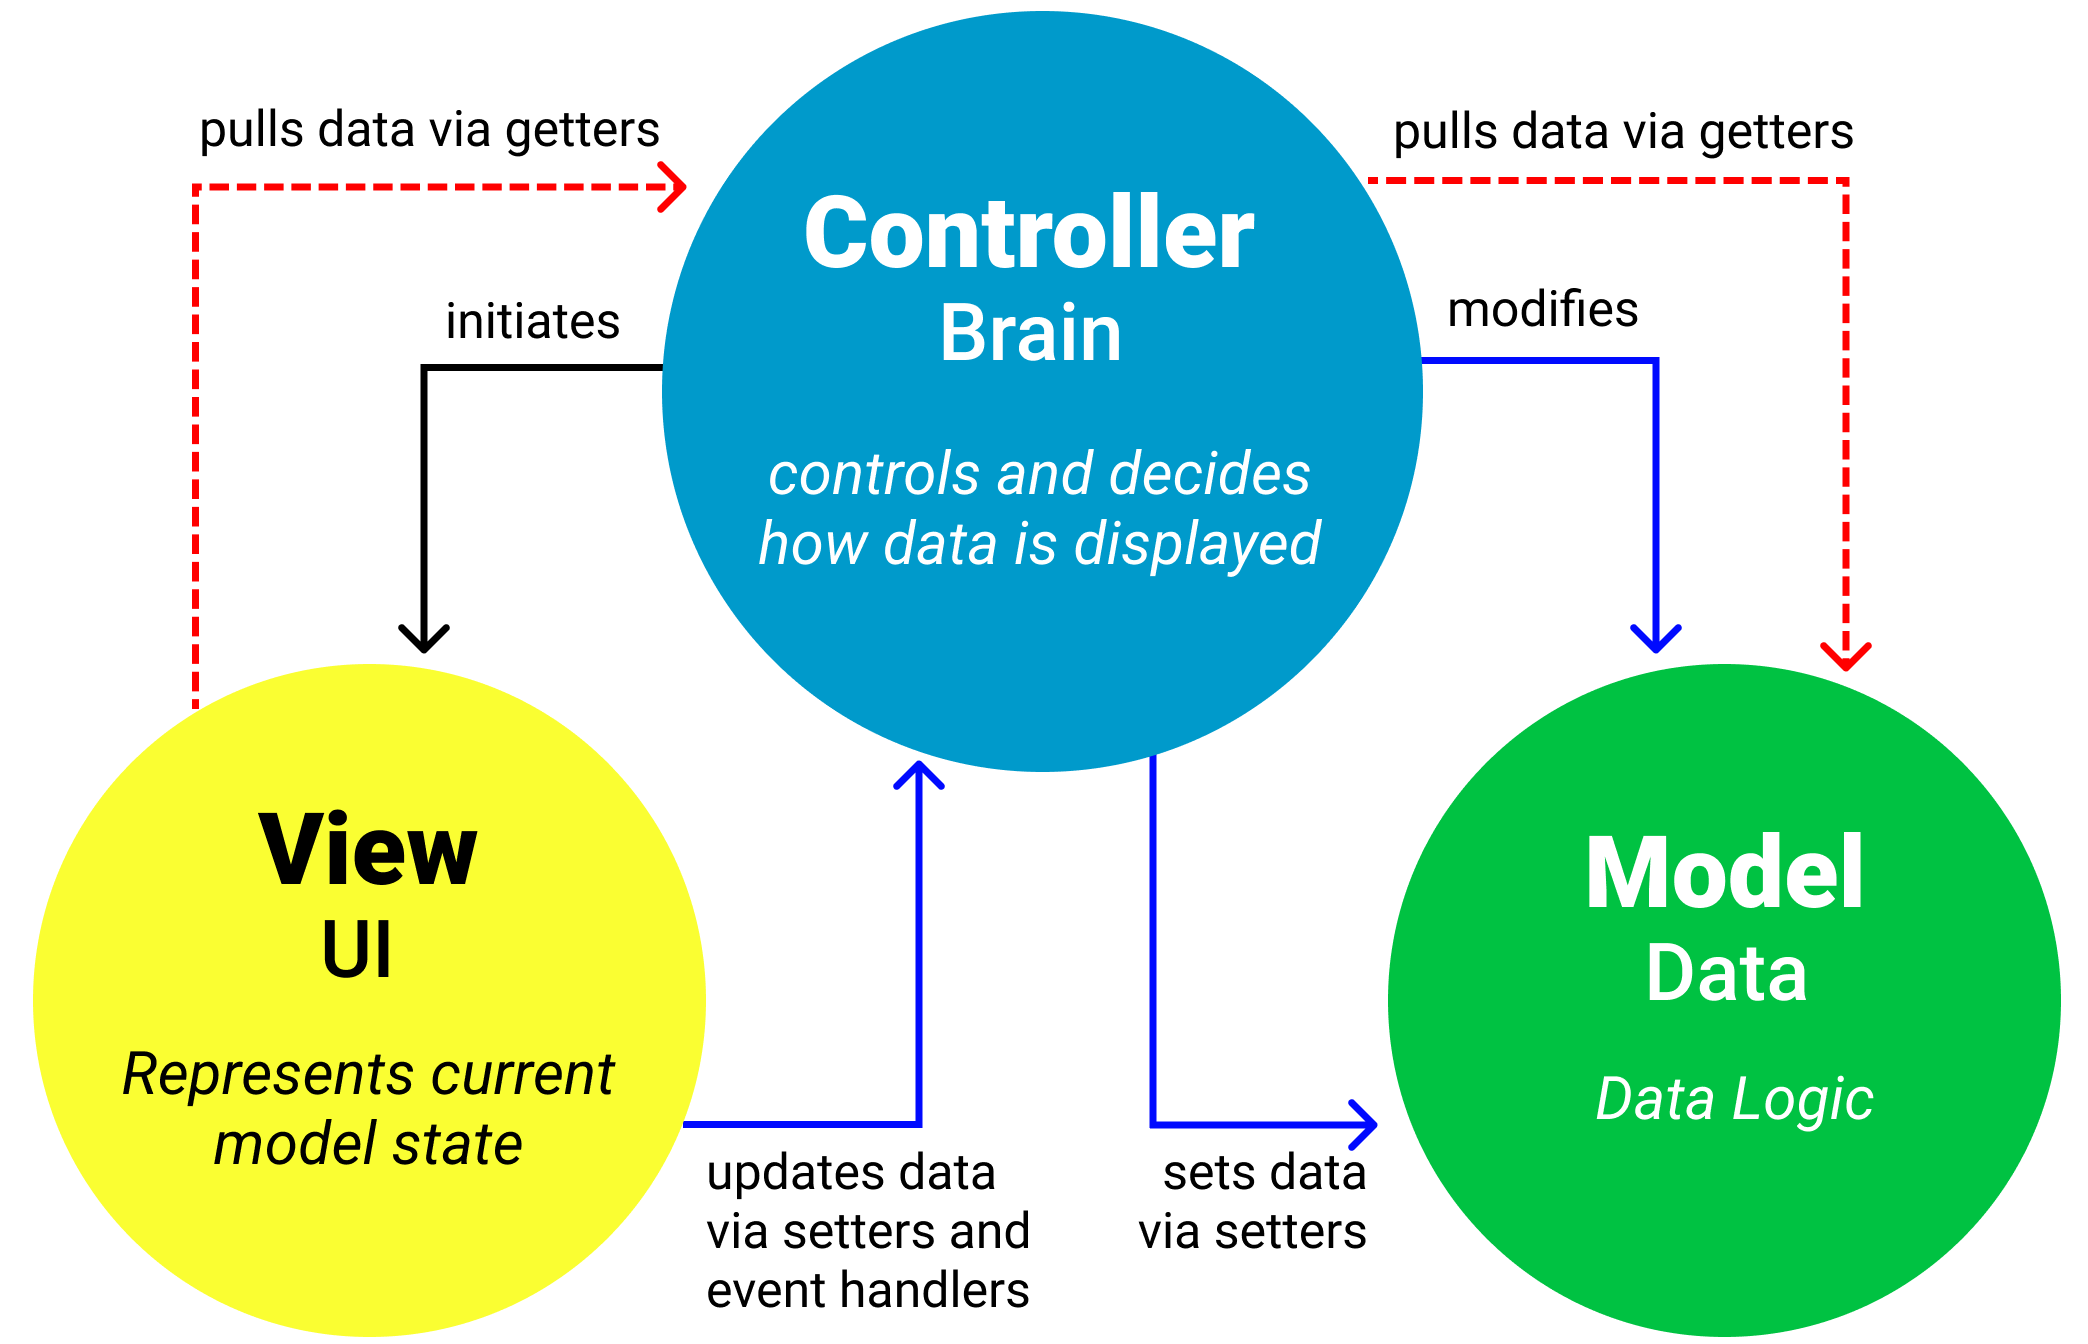 pulls data via getters
pulls data via getters
Controller
Brain
initiates
modifies
controls and decides
how data is displayed
View
UI
Represents current
model state
Model
Data
Data Logic
updates data
via setters and
event handlers
sets data
via setters